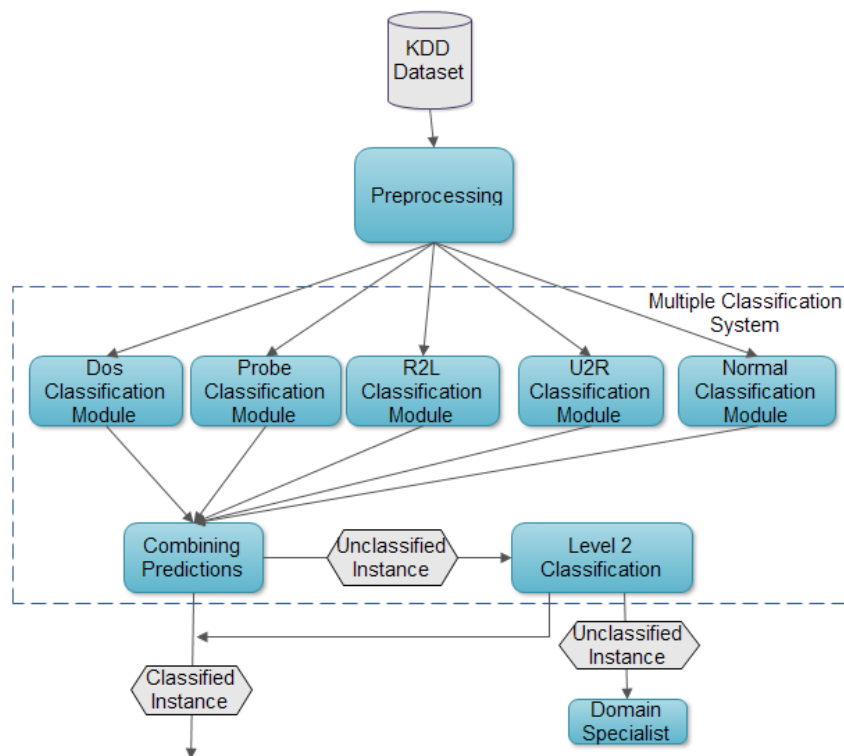 KDD
Dataset
Preprocessing
Multiple Classification
System
Dos
Classification
Module
Probe
Classification
Module
R2L
Classification
Module
U2R
Classification
Module
Normal
Classification
Module
Combining
Predictions
Unclassified
Instance
Level 2
Classification
Unclassified
Instance
Classified
Instance
Domain
Specialist